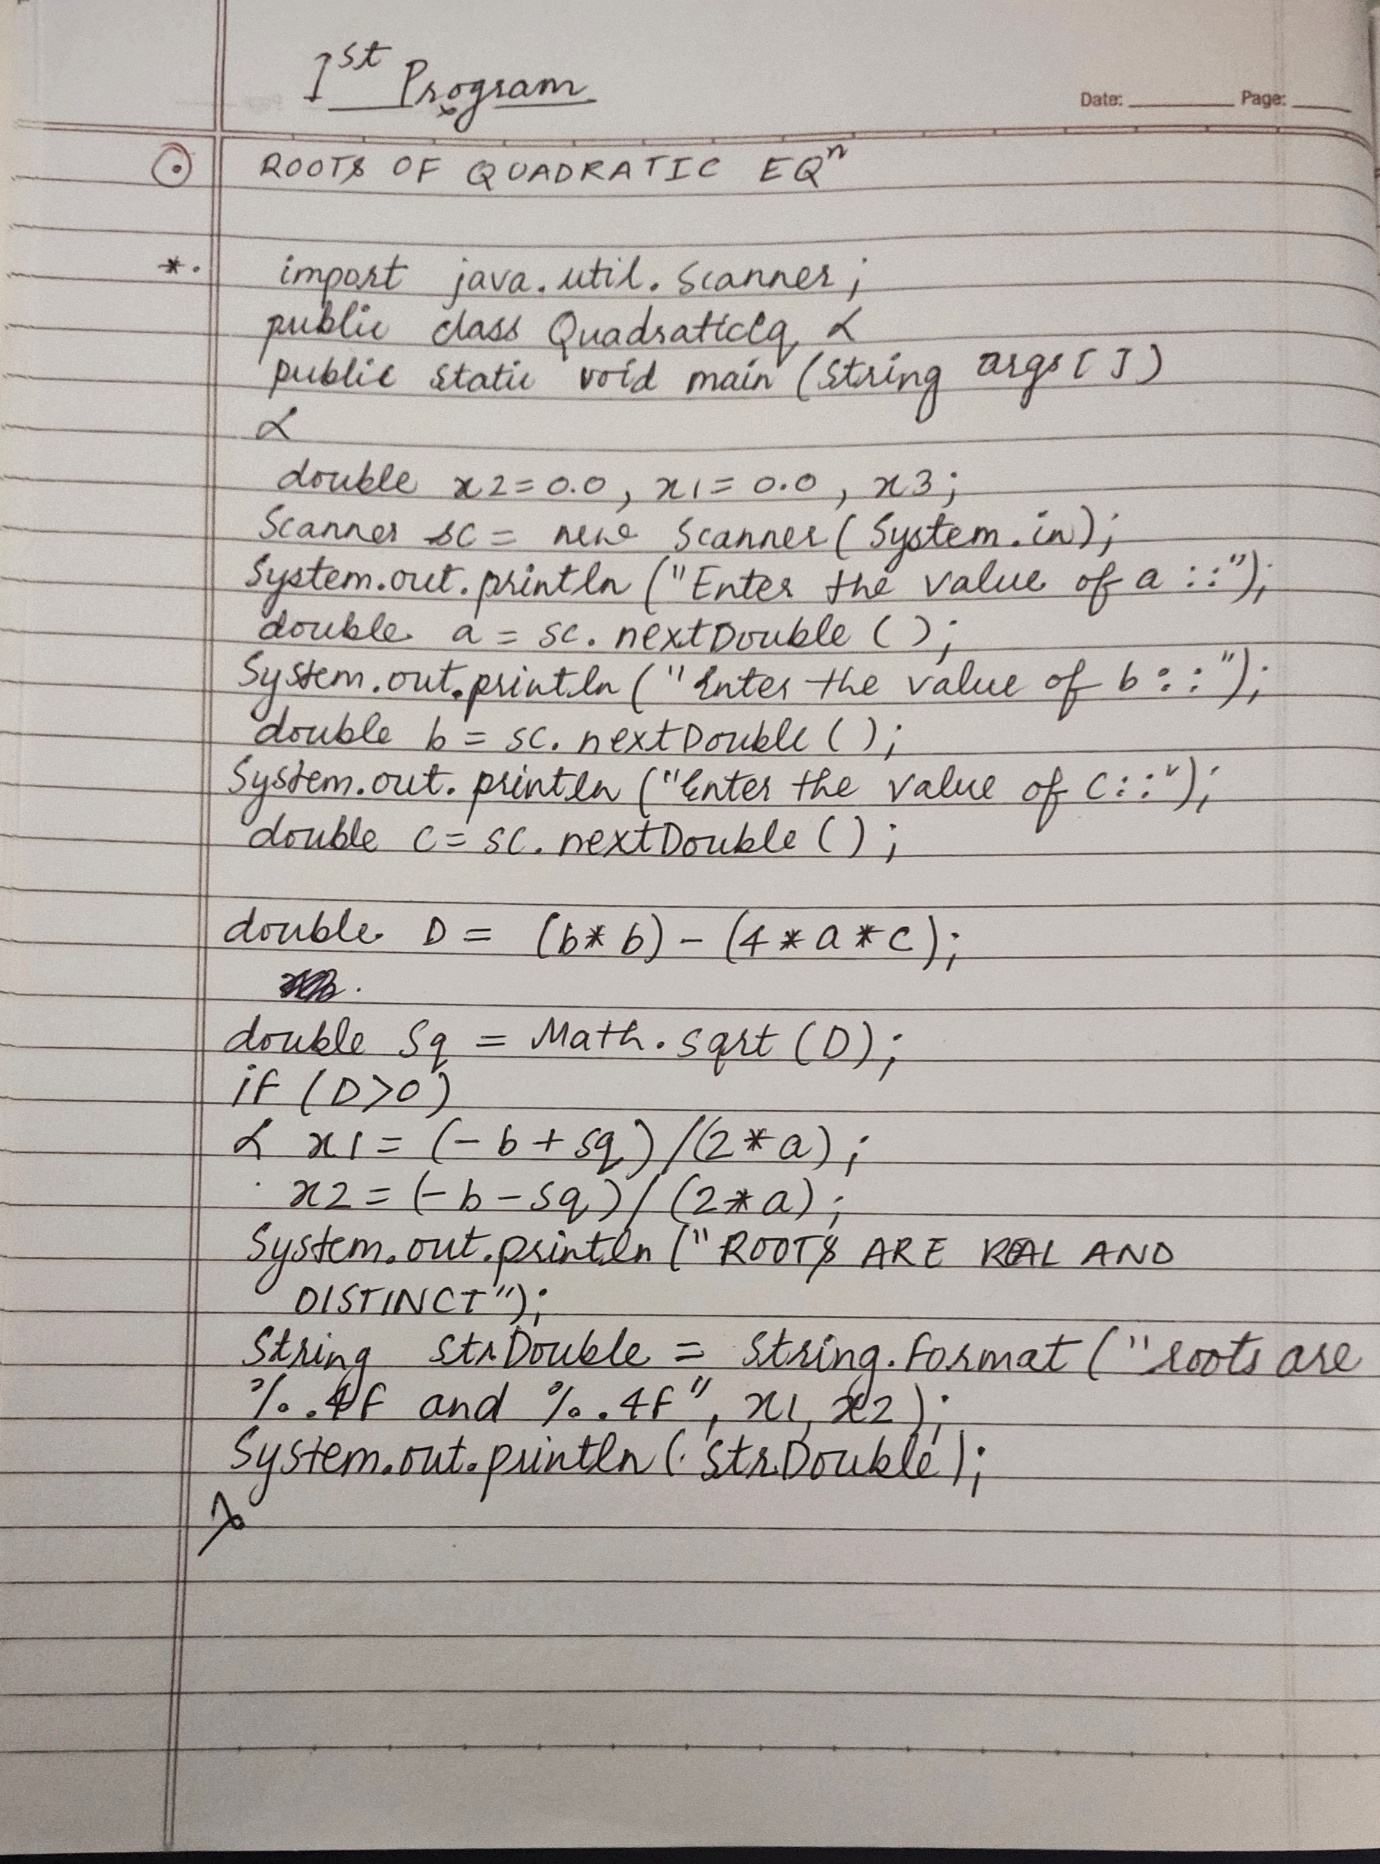 1st Program
Date: Page:
ROOTS OF QUADRATIC EQn
*. import java.util.Scanner;
public class QuadraticEq {
public static void main (String args[])
{
double x2=0.0, x1=0.0, x3;
Scanner sc = new Scanner(System.in);
System.out.println ("Enter the value of a ::");
double a = sc.nextDouble ();
System.out.println ("Enter the value of b::");
double b = sc.nextDouble ();
System.out.println ("Enter the value of c::");
double c = sc.nextDouble ();
double D = (b*b) - (4*a*c);
double Sq = Math.sqrt (D);
if (D>0)
{ x1 = (-b+sq)/(2*a);
x2 = (-b-sq)/(2*a);
System.out.println ("ROOTS ARE REAL AND
DISTINCT");
String strDouble = String.format ("roots are
%.4f and %.4f", x1, x2);
System.out.println (strDouble);
}